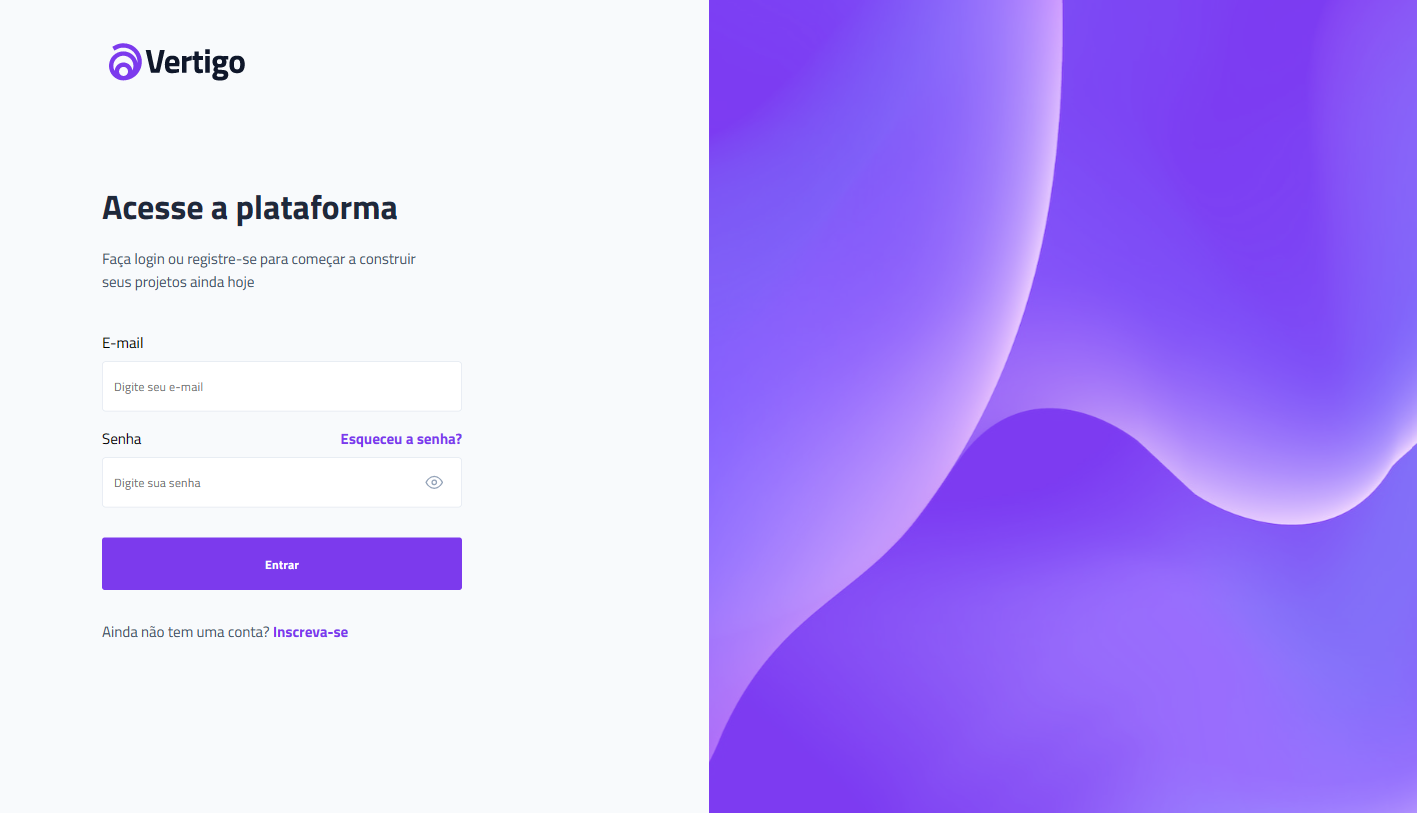 Vertigo
Acesse a plataforma
Faça login ou registre-se para começar a construir
seus projetos ainda hoje
E-mail
Digite seu e-mail
Senha
Esqueceu a senha?
Digite sua senha
Entrar
Ainda não tem uma conta? Inscreva-se